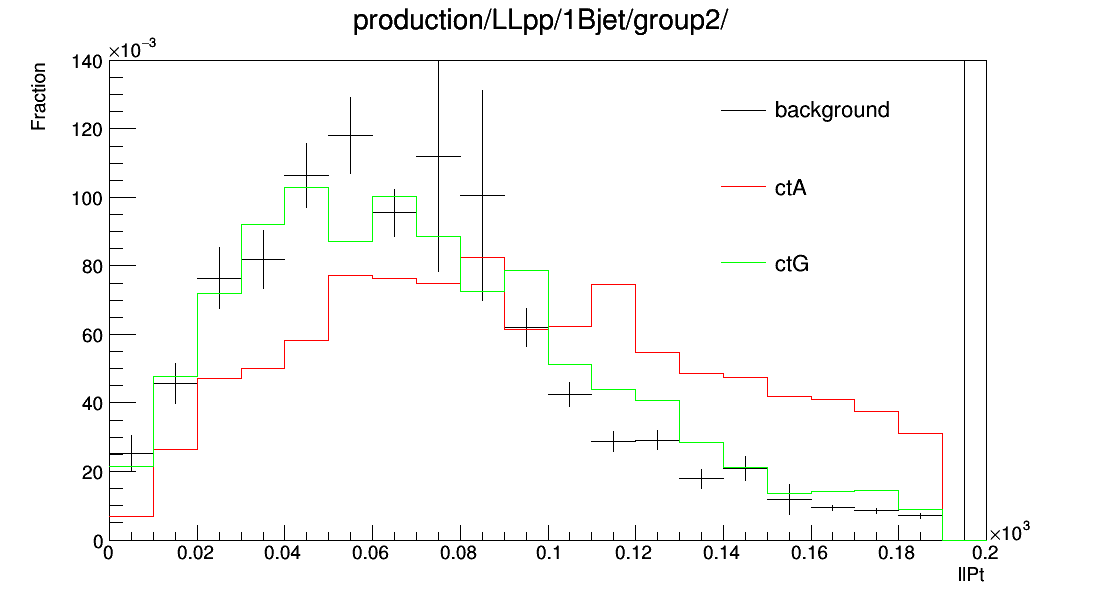 production/LLpp/1Bjet/group2/
×10⁻³
Fraction
140
120
100
80
60
40
20
0
background
ctA
ctG
0 0.02 0.04 0.06 0.08 0.1 0.12 0.14 0.16 0.18 0.2
×10³
llPt